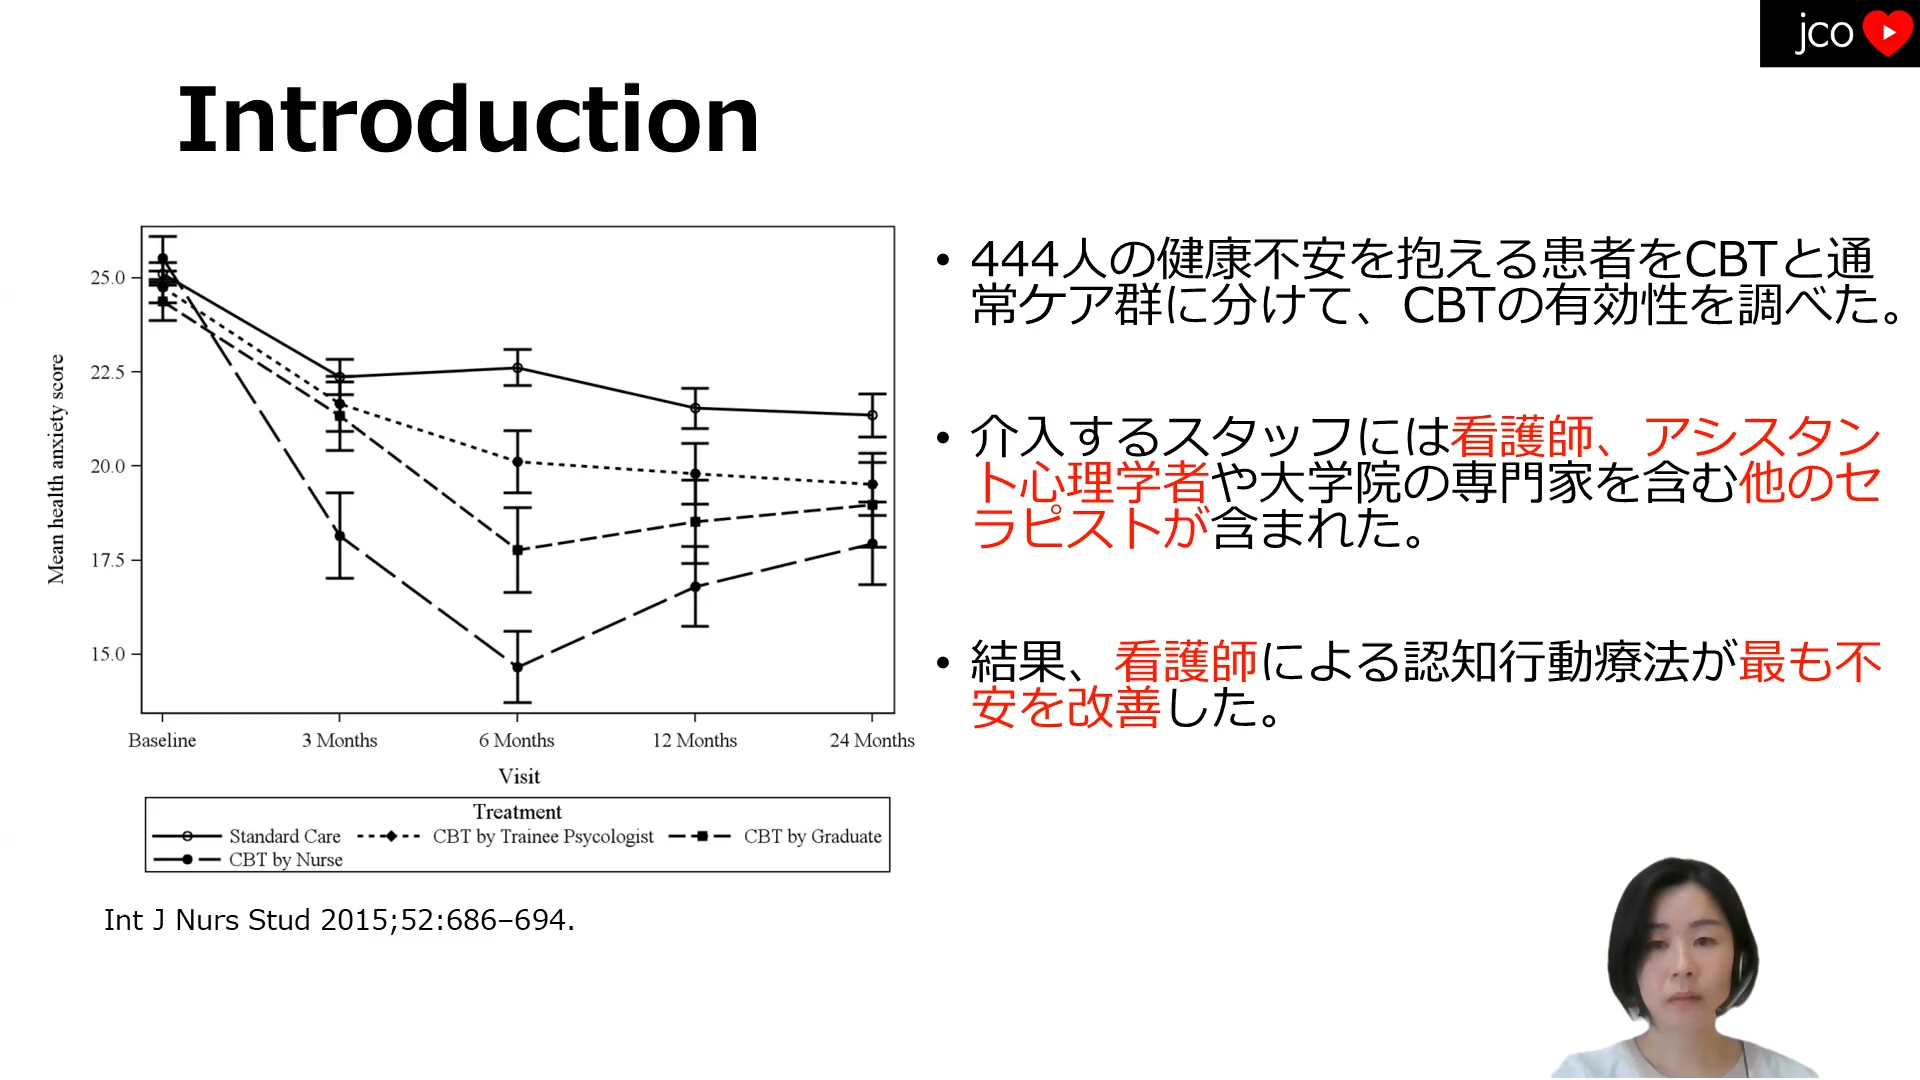 jco
Introduction
25.0
22.5
20.0
17.5
15.0
Mean health anxiety score
Baseline
3 Months
6 Months
12 Months
24 Months
Visit
Treatment
Standard Care
CBT by Trainee Psycologist
CBT by Graduate
CBT by Nurse
Int J Nurs Stud 2015;52:686–694.
• 444人の健康不安を抱える患者をCBTと通
常ケア群に分けて、CBTの有効性を調べた。
• 介入するスタッフには看護師、アシスタン
ト心理学者や大学院の専門家を含む他のセ
ラピストが含まれた。
• 結果、看護師による認知行動療法が最も不
安を改善した。